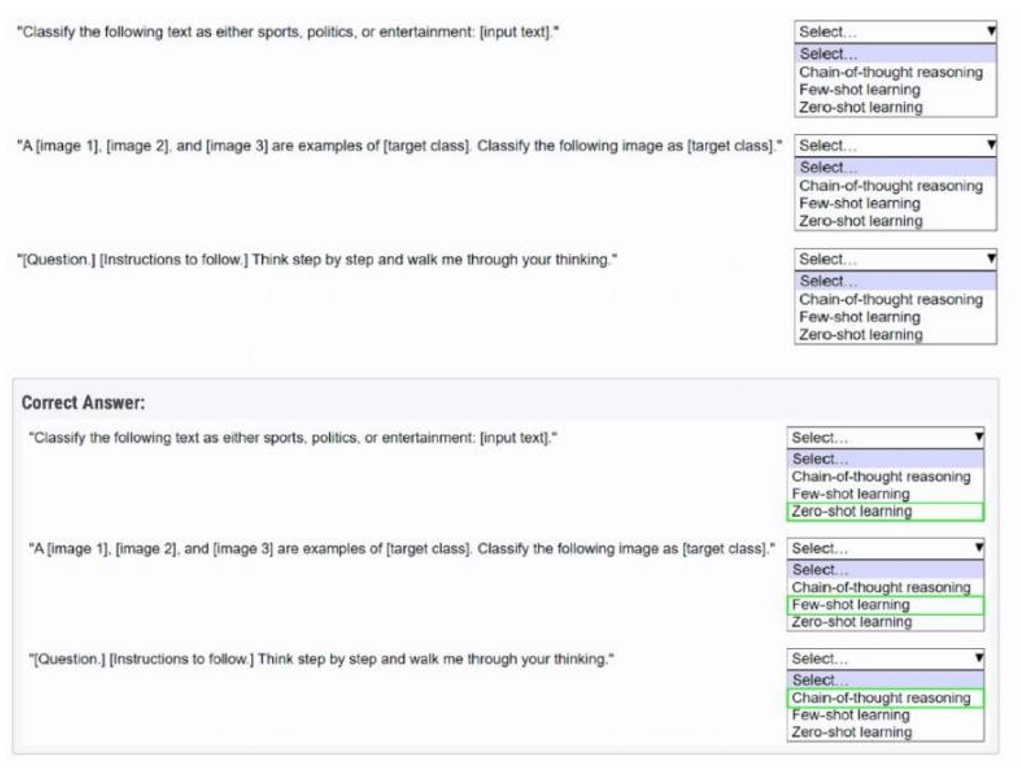 "Classify the following text as either sports, politics, or entertainment: [input text]."
Select...
Select...
Chain-of-thought reasoning
Few-shot learning
Zero-shot learning
"A [image 1], [image 2], and [image 3] are examples of [target class]. Classify the following image as [target class]."
Select...
Select...
Chain-of-thought reasoning
Few-shot learning
Zero-shot learning
"[Question.] [Instructions to follow.] Think step by step and walk me through your thinking."
Select...
Select...
Chain-of-thought reasoning
Few-shot learning
Zero-shot learning
Correct Answer:
"Classify the following text as either sports, politics, or entertainment: [input text]."
Select...
Select...
Chain-of-thought reasoning
Few-shot learning
Zero-shot learning
"A [image 1], [image 2], and [image 3] are examples of [target class]. Classify the following image as [target class]."
Select...
Select...
Chain-of-thought reasoning
Few-shot learning
Zero-shot learning
"[Question.] [Instructions to follow.] Think step by step and walk me through your thinking."
Select...
Select...
Chain-of-thought reasoning
Few-shot learning
Zero-shot learning